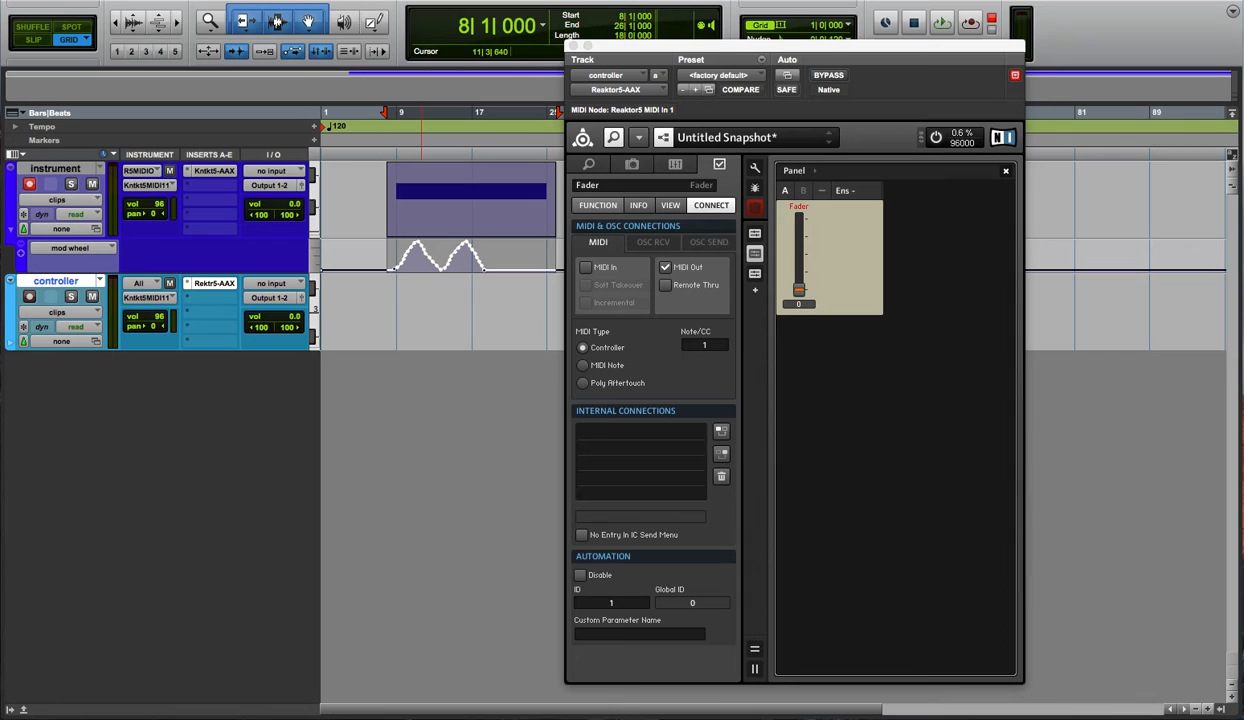 SHUFFLE SPOT
SLIP GRID
1 2 3 4 5
8| 1| 000
Start 8| 1| 000
End 26| 1| 000
Length 18| 0| 000
Cursor 11| 3| 640
Grid 1| 0| 000
Nudge
Bars|Beats
1 9 17 25 81 89
Tempo
120
Markers
INSTRUMENT INSERTS A-E I / O
instrument
R5MIDIO M Kntkt5-AAX no input
S M Kntkt5MIDI11 Output 1-2
clips
vol 96 vol 0.0
dyn read pan 0 100 100
none
mod wheel
controller
All M Rektr5-AAX no input
S M Kntkt5MIDI11 Output 1-2
clips
vol 96 vol 0.0
dyn read pan 0 100 100
none
Track Preset Auto
controller a <factory default> BYPASS
Reaktor5-AAX - + COMPARE SAFE Native
MIDI Node: Reaktor5 MIDI In 1
Untitled Snapshot*
0.6 %
96000
Fader Fader
FUNCTION INFO VIEW CONNECT
MIDI & OSC CONNECTIONS
MIDI OSC RCV OSC SEND
MIDI In MIDI Out
Soft Takeover Remote Thru
Incremental
MIDI Type Note/CC
Controller 1
MIDI Note
Poly Aftertouch
INTERNAL CONNECTIONS
No Entry In IC Send Menu
AUTOMATION
Disable
ID Global ID
1 0
Custom Parameter Name
Panel
A B Ens
Fader
0